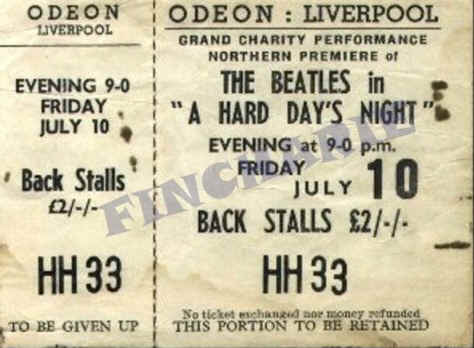 ODEON
LIVERPOOL
EVENING 9-0
FRIDAY
JULY 10
Back Stalls
£2/-/-
HH 33
TO BE GIVEN UP
ODEON : LIVERPOOL
GRAND CHARITY PERFORMANCE
NORTHERN PREMIERE of
THE BEATLES in
"A HARD DAY'S NIGHT"
EVENING at 9-0 p.m.
FRIDAY
JULY 10
BACK STALLS £2/-/-
HH 33
No ticket exchanged nor money refunded
THIS PORTION TO BE RETAINED
FINCHARIE